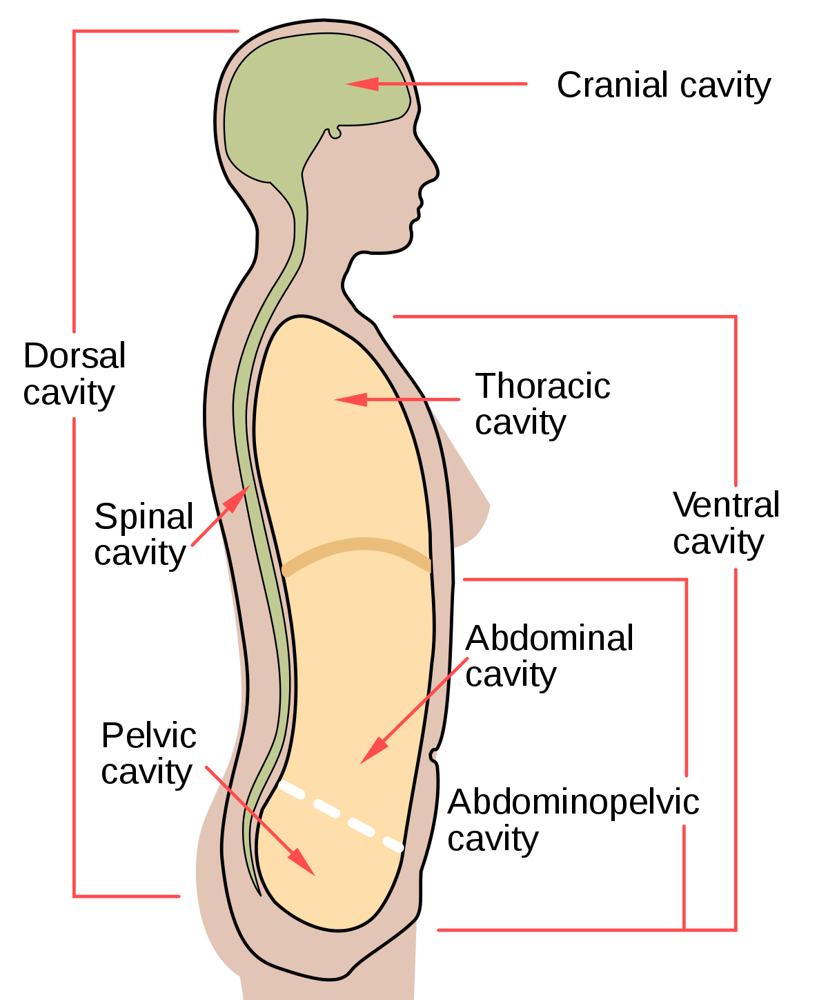 Cranial cavity
Dorsal
cavity
Thoracic
cavity
Spinal
cavity
Ventral
cavity
Abdominal
cavity
Pelvic
cavity
Abdominopelvic
cavity